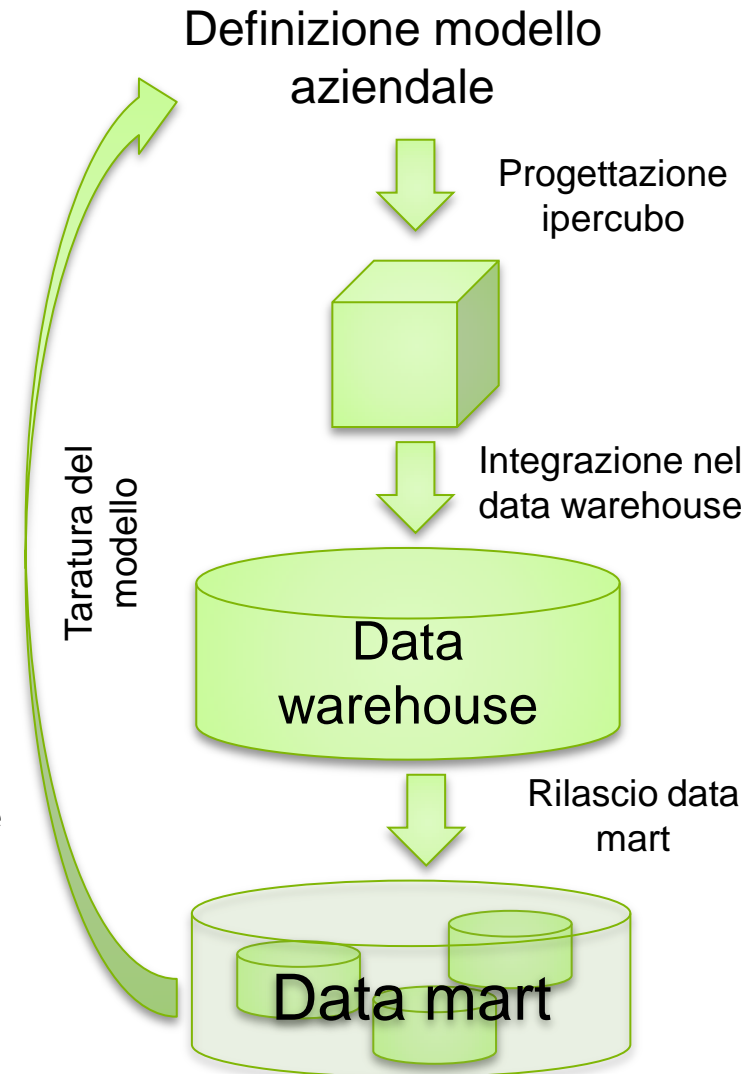 Definizione modello
aziendale
Progettazione
ipercubo
Integrazione nel
data warehouse
Taratura del
modello
Data
warehouse
Rilascio data
mart
Data mart